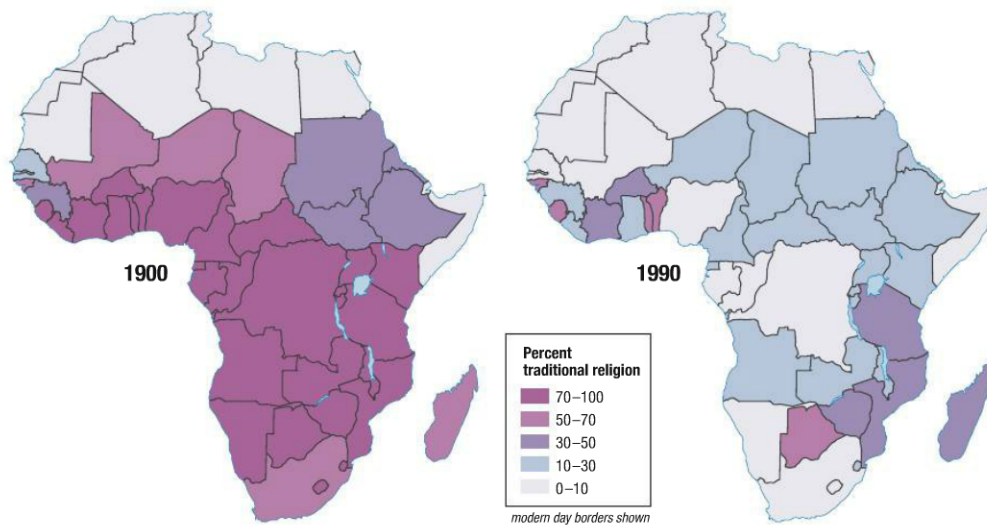 1900
1990
Percent
traditional religion
70–100
50–70
30–50
10–30
0–10
modern day borders shown